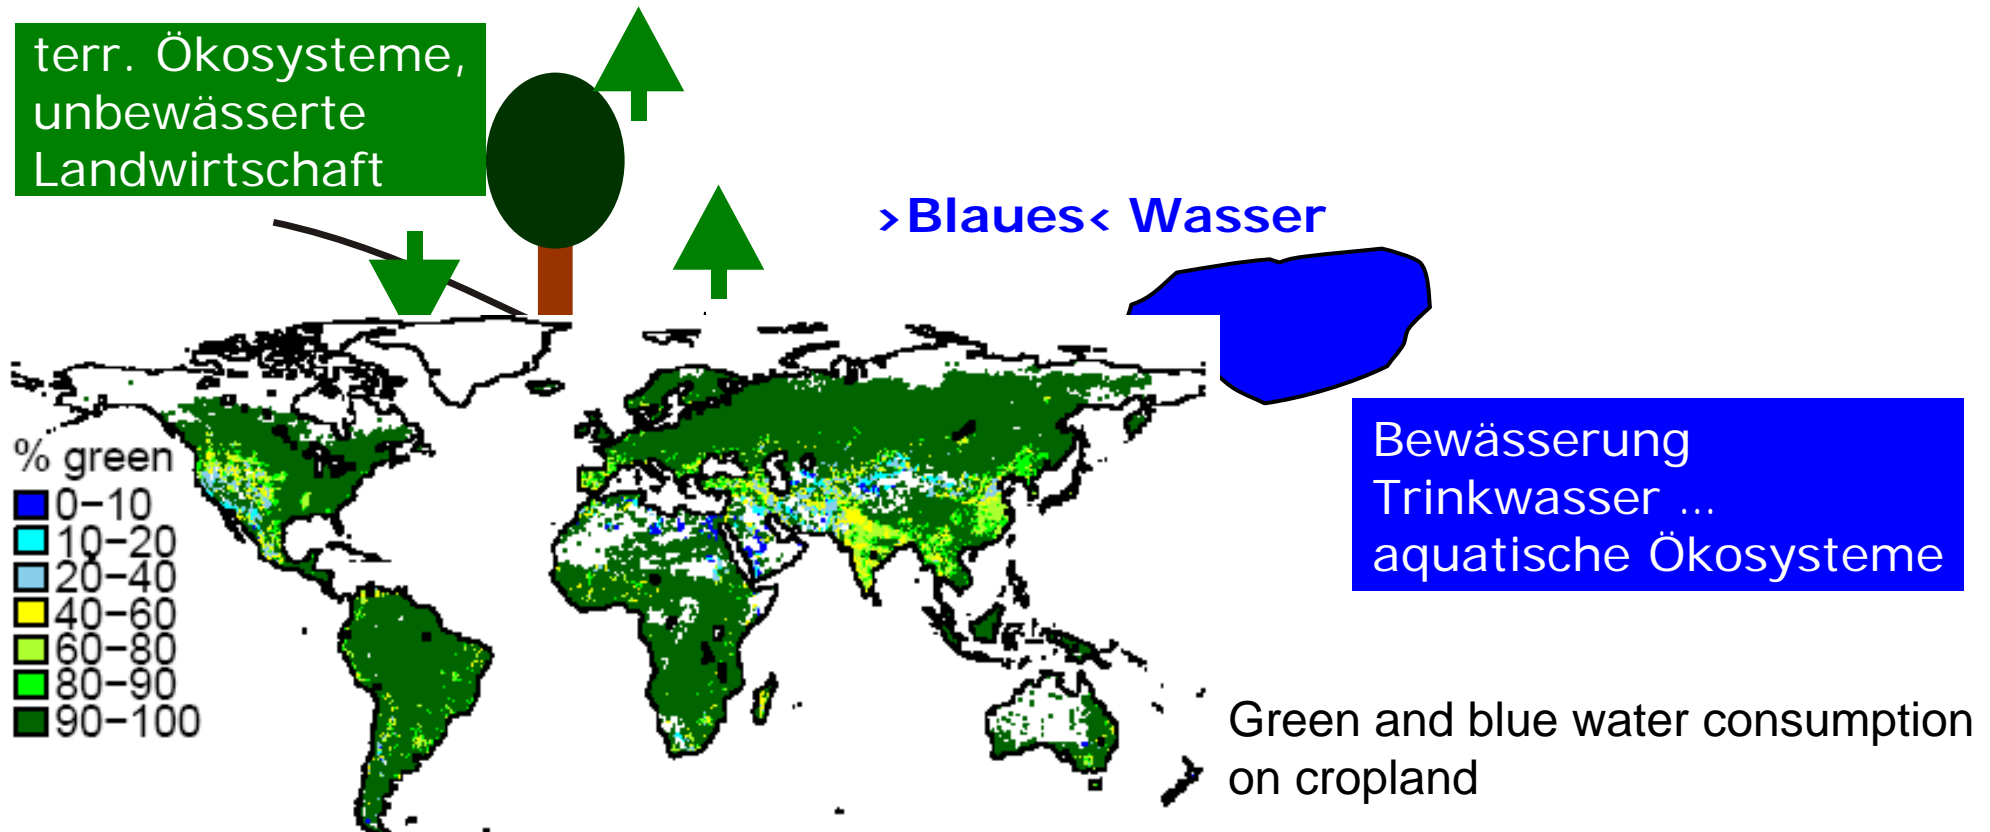 terr. Ökosysteme,
unbewässerte
Landwirtschaft
›Blaues‹ Wasser
% green
0–10
10–20
20–40
40–60
60–80
80–90
90–100
Bewässerung
Trinkwasser ...
aquatische Ökosysteme
Green and blue water consumption
on cropland